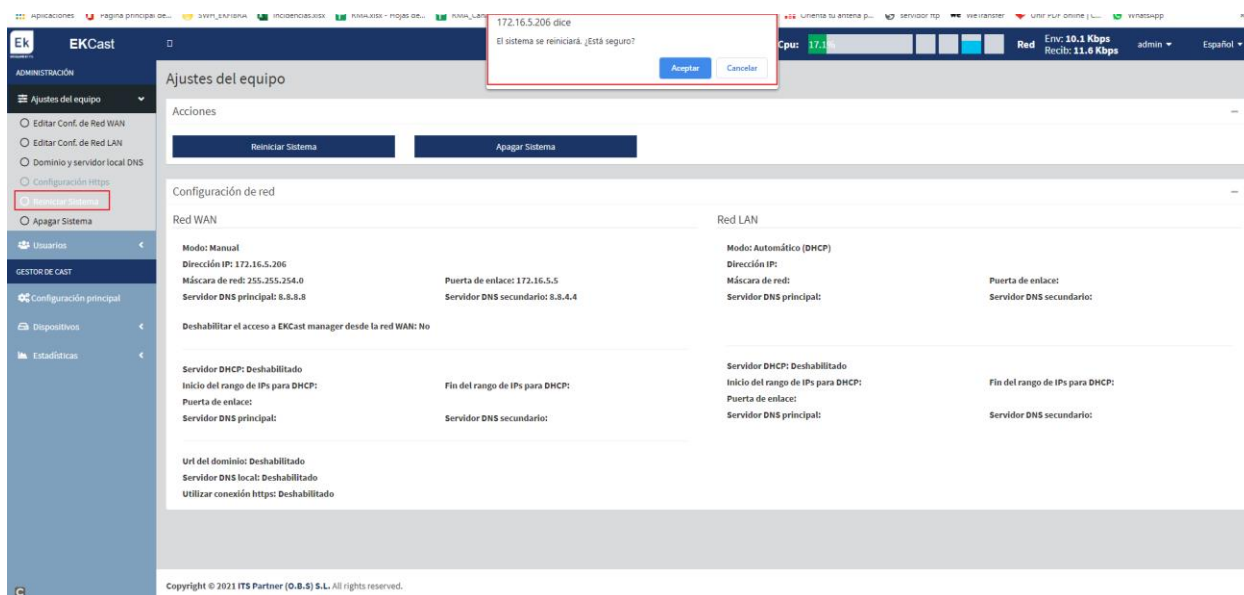 Aplicaciones
Pagina principal de...
SWH_EKFIBRA
Incidencias.xlsx
KMA.xlsx - Hojas de...
Orienta tu antena p...
servidor ftp
WeTransfer
Unir PDF online | C...
WhatsApp
172.16.5.206 dice
El sistema se reiniciará. ¿Está seguro?
Aceptar
Cancelar
Ek
EKCast
Cpu:
17.1%
Red
Env: 10.1 Kbps
Recib: 11.6 Kbps
admin
Español
ADMINISTRACIÓN
Ajustes del equipo
Editar Conf. de Red WAN
Editar Conf. de Red LAN
Dominio y servidor local DNS
Configuración Https
Reiniciar Sistema
Apagar Sistema
Usuarios
GESTOR DE CAST
Configuración principal
Dispositivos
Estadísticas
Ajustes del equipo
Acciones
Reiniciar Sistema
Apagar Sistema
Configuración de red
Red WAN
Modo: Manual
Dirección IP: 172.16.5.206
Máscara de red: 255.255.254.0
Puerta de enlace: 172.16.5.5
Servidor DNS principal: 8.8.8.8
Servidor DNS secundario: 8.8.4.4
Deshabilitar el acceso a EKCast manager desde la red WAN: No
Servidor DHCP: Deshabilitado
Inicio del rango de IPs para DHCP:
Fin del rango de IPs para DHCP:
Puerta de enlace:
Servidor DNS principal:
Servidor DNS secundario:
Url del dominio: Deshabilitado
Servidor DNS local: Deshabilitado
Utilizar conexión https: Deshabilitado
Red LAN
Modo: Automático (DHCP)
Dirección IP:
Máscara de red:
Puerta de enlace:
Servidor DNS principal:
Servidor DNS secundario:
Servidor DHCP: Deshabilitado
Inicio del rango de IPs para DHCP:
Fin del rango de IPs para DHCP:
Puerta de enlace:
Servidor DNS principal:
Servidor DNS secundario:
Copyright © 2021 ITS Partner (O.B.S) S.L. All rights reserved.